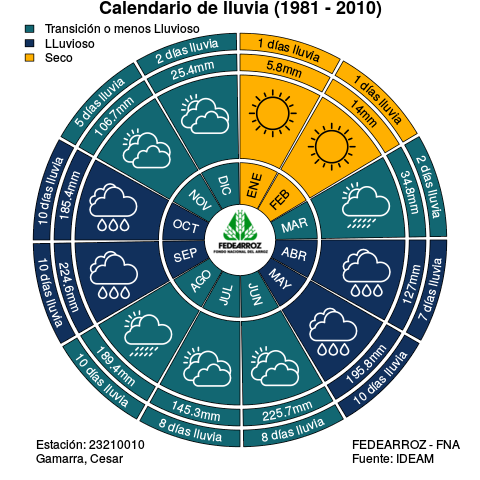 Calendario de lluvia (1981 - 2010)
Transición o menos Lluvioso
LLuvioso
Seco
1 días lluvia
5.8mm
ENE
1 días lluvia
14mm
FEB
2 días lluvia
34.8mm
MAR
7 días lluvia
127mm
ABR
10 días lluvia
195.8mm
MAY
8 días lluvia
225.7mm
JUN
8 días lluvia
145.3mm
JUL
10 días lluvia
189.4mm
AGO
10 días lluvia
224.6mm
SEP
10 días lluvia
185.4mm
OCT
5 días lluvia
106.7mm
NOV
2 días lluvia
25.4mm
DIC
FEDEARROZ
FONDO NACIONAL DEL ARROZ
Estación: 23210010
Gamarra, Cesar
FEDEARROZ - FNA
Fuente: IDEAM